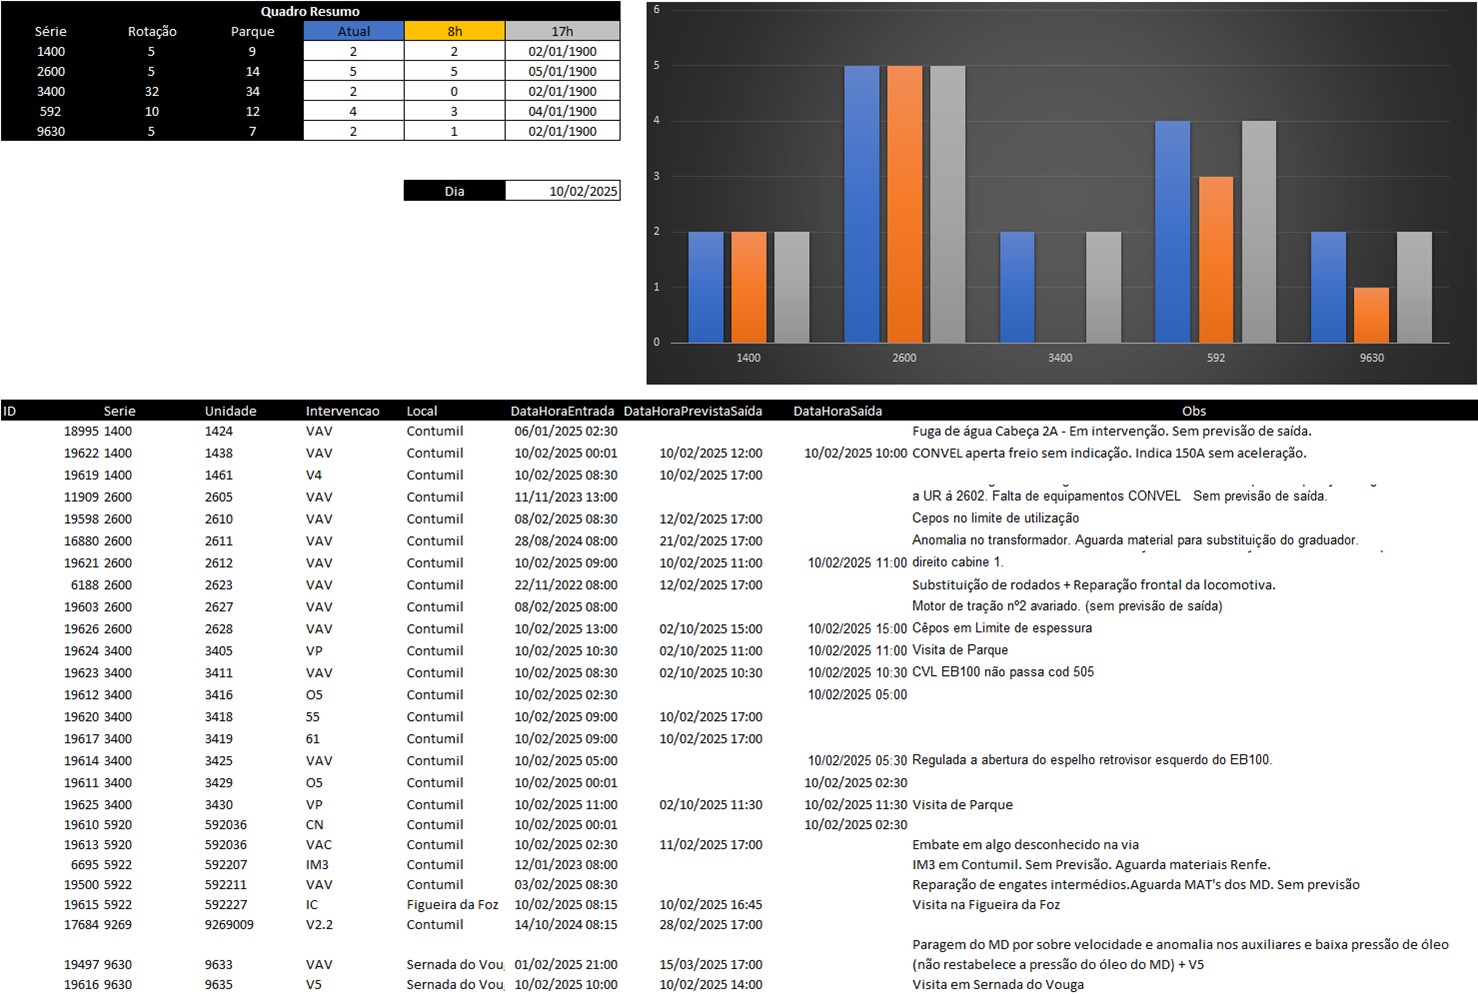 Quadro Resumo
Série Rotação Parque Atual 8h 17h
1400 5 9 2 2 02/01/1900
2600 5 14 5 5 05/01/1900
3400 32 34 2 0 02/01/1900
592 10 12 4 3 04/01/1900
9630 5 7 2 1 02/01/1900
Dia 10/02/2025
6
5
4
3
2
1
0
1400 2600 3400 592 9630
ID Serie Unidade Intervencao Local DataHoraEntrada DataHoraPrevistaSaída DataHoraSaída Obs
18995 1400 1424 VAV Contumil 06/01/2025 02:30 Fuga de água Cabeça 2A - Em intervenção. Sem previsão de saída.
19622 1400 1438 VAV Contumil 10/02/2025 00:01 10/02/2025 12:00 10/02/2025 10:00 CONVEL aperta freio sem indicação. Indica 150A sem aceleração.
19619 1400 1461 V4 Contumil 10/02/2025 08:30 10/02/2025 17:00
11909 2600 2605 VAV Contumil 11/11/2023 13:00 a UR á 2602. Falta de equipamentos CONVEL Sem previsão de saída.
19598 2600 2610 VAV Contumil 08/02/2025 08:30 12/02/2025 17:00 Cepos no limite de utilização
16880 2600 2611 VAV Contumil 28/08/2024 08:00 21/02/2025 17:00 Anomalia no transformador. Aguarda material para substituição do graduador.
19621 2600 2612 VAV Contumil 10/02/2025 09:00 10/02/2025 11:00 10/02/2025 11:00 direito cabine 1.
6188 2600 2623 VAV Contumil 22/11/2022 08:00 12/02/2025 17:00 Substituição de rodados + Reparação frontal da locomotiva.
19603 2600 2627 VAV Contumil 08/02/2025 08:00 Motor de tração nº2 avariado. (sem previsão de saída)
19626 2600 2628 VAV Contumil 10/02/2025 13:00 02/10/2025 15:00 10/02/2025 15:00 Cêpos em Limite de espessura
19624 3400 3405 VP Contumil 10/02/2025 10:30 02/10/2025 11:00 10/02/2025 11:00 Visita de Parque
19623 3400 3411 VAV Contumil 10/02/2025 08:30 02/10/2025 10:30 10/02/2025 10:30 CVL EB100 não passa cod 505
19612 3400 3416 O5 Contumil 10/02/2025 02:30 10/02/2025 05:00
19620 3400 3418 55 Contumil 10/02/2025 09:00 10/02/2025 17:00
19617 3400 3419 61 Contumil 10/02/2025 09:00 10/02/2025 17:00
19614 3400 3425 VAV Contumil 10/02/2025 05:00 10/02/2025 05:30 Regulada a abertura do espelho retrovisor esquerdo do EB100.
19611 3400 3429 O5 Contumil 10/02/2025 00:01 10/02/2025 02:30
19625 3400 3430 VP Contumil 10/02/2025 11:00 02/10/2025 11:30 10/02/2025 11:30 Visita de Parque
19610 5920 592036 CN Contumil 10/02/2025 00:01 10/02/2025 02:30
19613 5920 592036 VAC Contumil 10/02/2025 02:30 11/02/2025 17:00 Embate em algo desconhecido na via
6695 5922 592207 IM3 Contumil 12/01/2023 08:00 IM3 em Contumil. Sem Previsão. Aguarda materiais Renfe.
19500 5922 592211 VAV Contumil 03/02/2025 08:30 Reparação de engates intermédios.Aguarda MAT's dos MD. Sem previsão
19615 5922 592227 IC Figueira da Foz 10/02/2025 08:15 10/02/2025 16:45 Visita na Figueira da Foz
17684 9269 9269009 V2.2 Contumil 14/10/2024 08:15 28/02/2025 17:00
Paragem do MD por sobre velocidade e anomalia nos auxiliares e baixa pressão de óleo
19497 9630 9633 VAV Sernada do Vou 01/02/2025 21:00 15/03/2025 17:00 (não restabelece a pressão do óleo do MD) + V5
19616 9630 9635 V5 Sernada do Vou 10/02/2025 10:00 10/02/2025 14:00 Visita em Sernada do Vouga